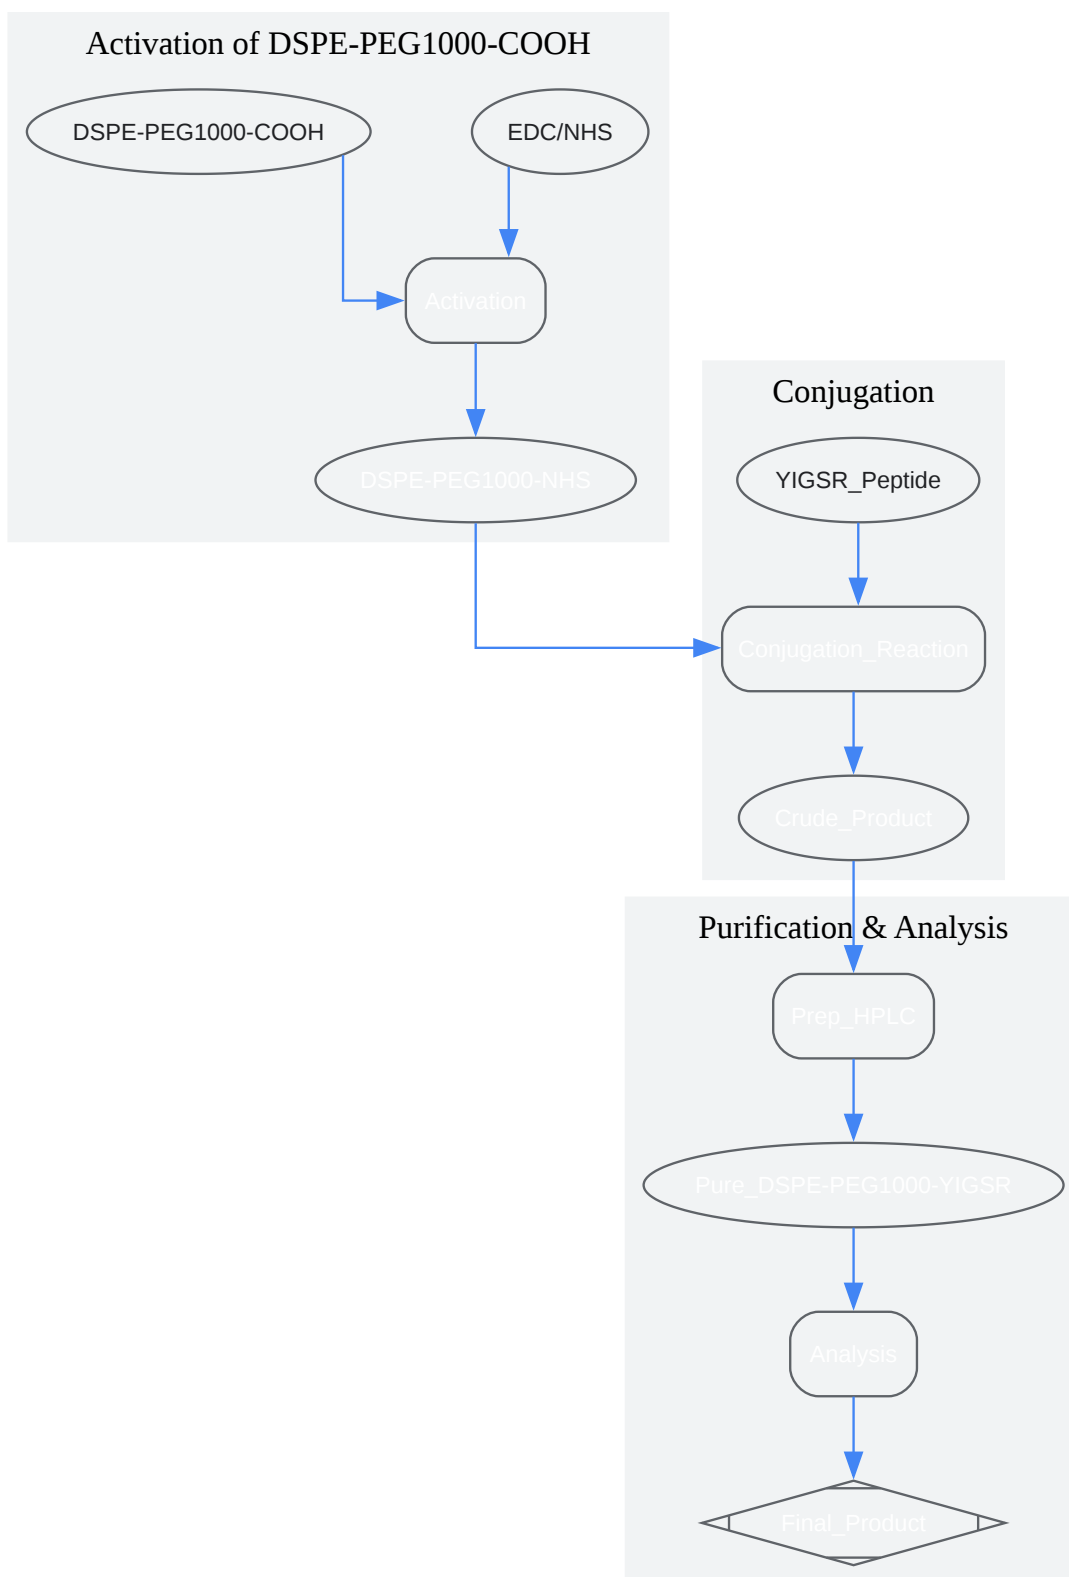 Activation of DSPE-PEG1000-COOH
DSPE-PEG1000-COOH
EDC/NHS
Activation
DSPE-PEG1000-NHS
Conjugation
YIGSR_Peptide
Conjugation_Reaction
Crude_Product
Purification & Analysis
Prep_HPLC
Pure_DSPE-PEG1000-YIGSR
Analysis
Final_Product